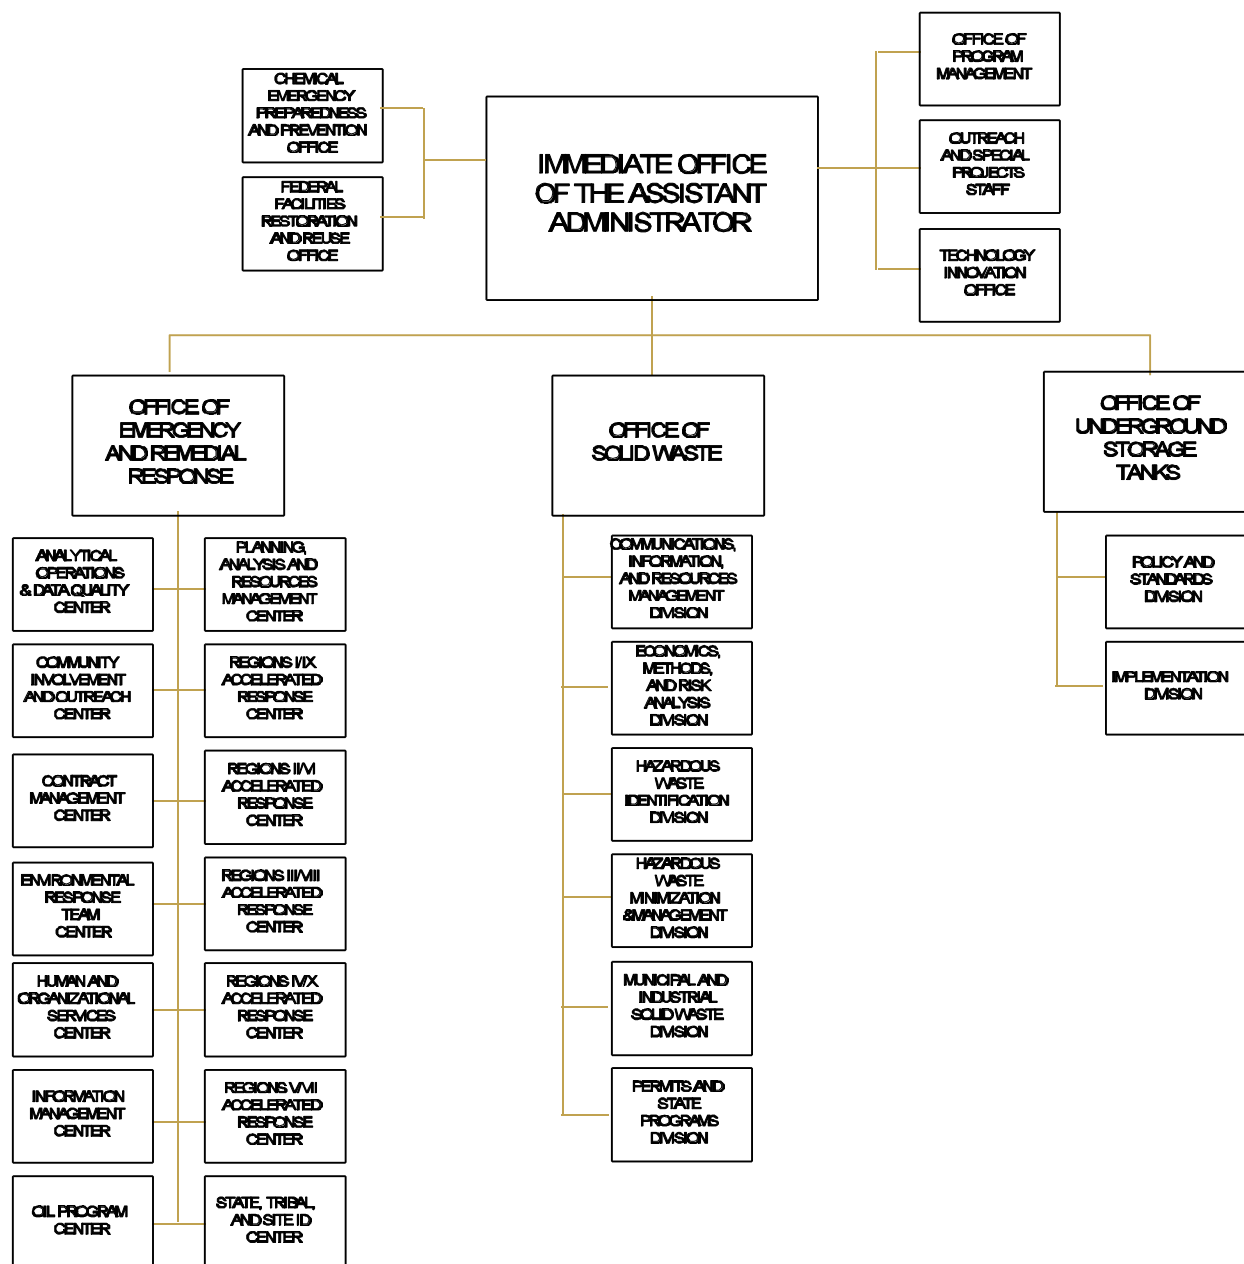 CHEMICAL
EMERGENCY
PREPAREDNESS
AND PREVENTION
OFFICE
FEDERAL
FACILITIES
RESTORATION
AND REUSE
OFFICE
IMMEDIATE OFFICE
OF THE ASSISTANT
ADMINISTRATOR
OFFICE OF
PROGRAM
MANAGEMENT
OUTREACH
AND SPECIAL
PROJECTS
STAFF
TECHNOLOGY
INNOVATION
OFFICE
OFFICE OF
EMERGENCY
AND REMEDIAL
RESPONSE
OFFICE OF
SOLID WASTE
OFFICE OF
UNDERGROUND
STORAGE
TANKS
ANALYTICAL
OPERATIONS
& DATA QUALITY
CENTER
COMMUNITY
INVOLVEMENT
AND OUTREACH
CENTER
CONTRACT
MANAGEMENT
CENTER
ENVIRONMENTAL
RESPONSE
TEAM
CENTER
HUMAN AND
ORGANIZATIONAL
SERVICES
CENTER
INFORMATION
MANAGEMENT
CENTER
OIL PROGRAM
CENTER
PLANNING,
ANALYSIS AND
RESOURCES
MANAGEMENT
CENTER
REGIONS I/IX
ACCELERATED
RESPONSE
CENTER
REGIONS II/VI
ACCELERATED
RESPONSE
CENTER
REGIONS III/VIII
ACCELERATED
RESPONSE
CENTER
REGIONS IV/X
ACCELERATED
RESPONSE
CENTER
REGIONS V/VII
ACCELERATED
RESPONSE
CENTER
STATE, TRIBAL,
AND SITE ID
CENTER
COMMUNICATIONS,
INFORMATION,
AND RESOURCES
MANAGEMENT
DIVISION
ECONOMICS,
METHODS,
AND RISK
ANALYSIS
DIVISION
HAZARDOUS
WASTE
IDENTIFICATION
DIVISION
HAZARDOUS
WASTE
MINIMIZATION
& MANAGEMENT
DIVISION
MUNICIPAL AND
INDUSTRIAL
SOLID WASTE
DIVISION
PERMITS AND
STATE
PROGRAMS
DIVISION
POLICY AND
STANDARDS
DIVISION
IMPLEMENTATION
DIVISION